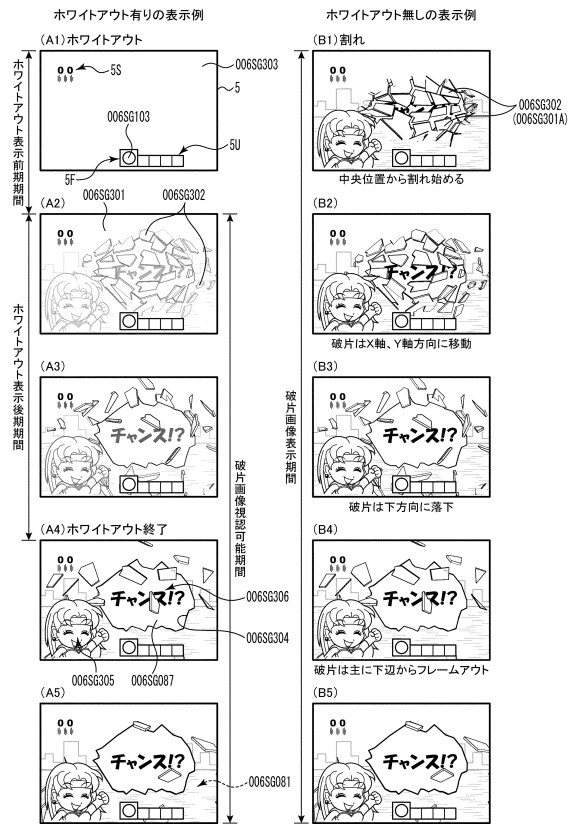 ホワイトアウト有りの表示例
ホワイトアウト無しの表示例
(A1)ホワイトアウト
00
5S
006SG303
5
006SG103
5F
5U
ホワイトアウト表示前期期間
(B1)割れ
00
006SG302
(006SG301A)
中央位置から割れ始める
(A2)
006SG301
006SG302
00
チャンス!?
ホワイトアウト表示後期期間
(B2)
00
チャンス!?
破片はX軸、Y軸方向に移動
(A3)
00
チャンス!?
破片画像視認可能期間
破片画像表示期間
(B3)
00
チャンス!?
破片は下方向に落下
(A4)ホワイトアウト終了
00
チャンス!?
006SG306
006SG304
006SG305
006SG087
(B4)
00
チャンス!?
破片は主に下辺からフレームアウト
(A5)
00
チャンス!?
006SG081
(B5)
00
チャンス!?